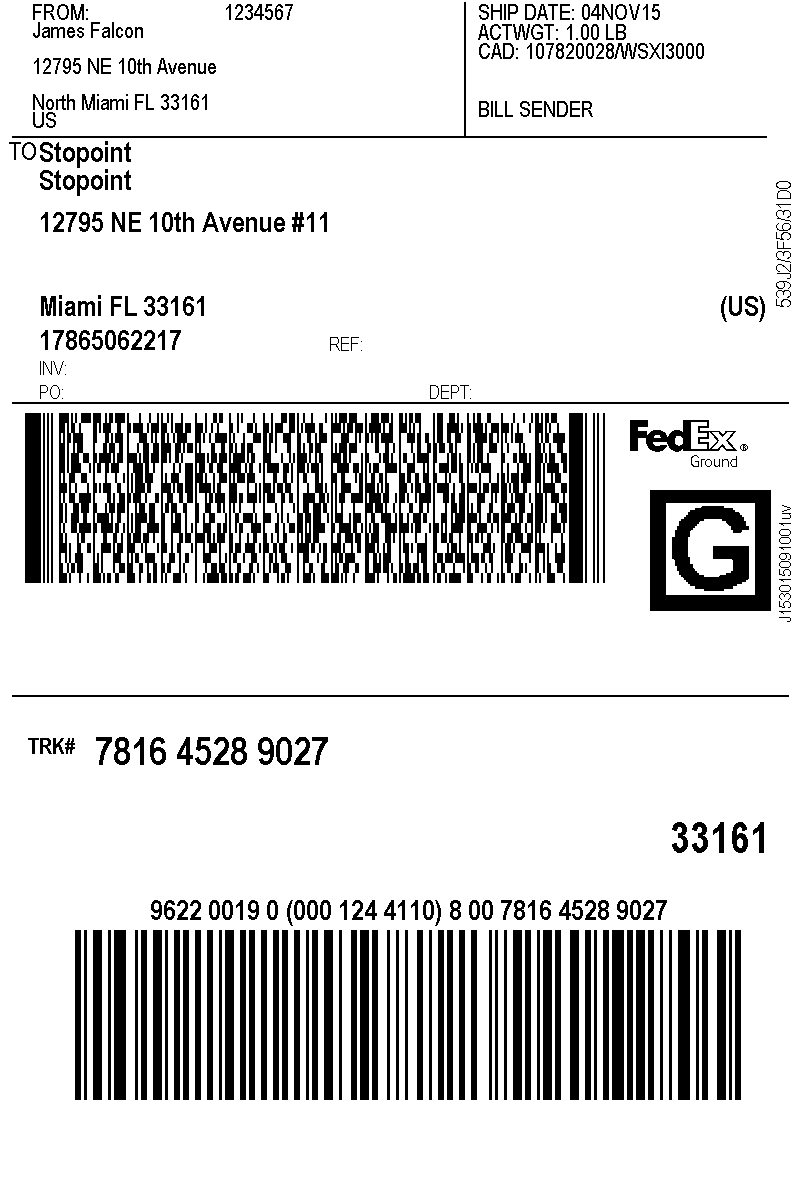 FROM: 1234567
James Falcon
12795 NE 10th Avenue
North Miami FL 33161
US
SHIP DATE: 04NOV15
ACTWGT: 1.00 LB
CAD: 107820028/WSXI3000
BILL SENDER
TO Stopoint
Stopoint
12795 NE 10th Avenue #11
Miami FL 33161 (US)
17865062217 REF:
INV:
PO: DEPT:
539J2/3F56/31D0
FedEx®
Ground
G
J153015091001uv
TRK# 7816 4528 9027
33161
9622 0019 0 (000 124 4110) 8 00 7816 4528 9027